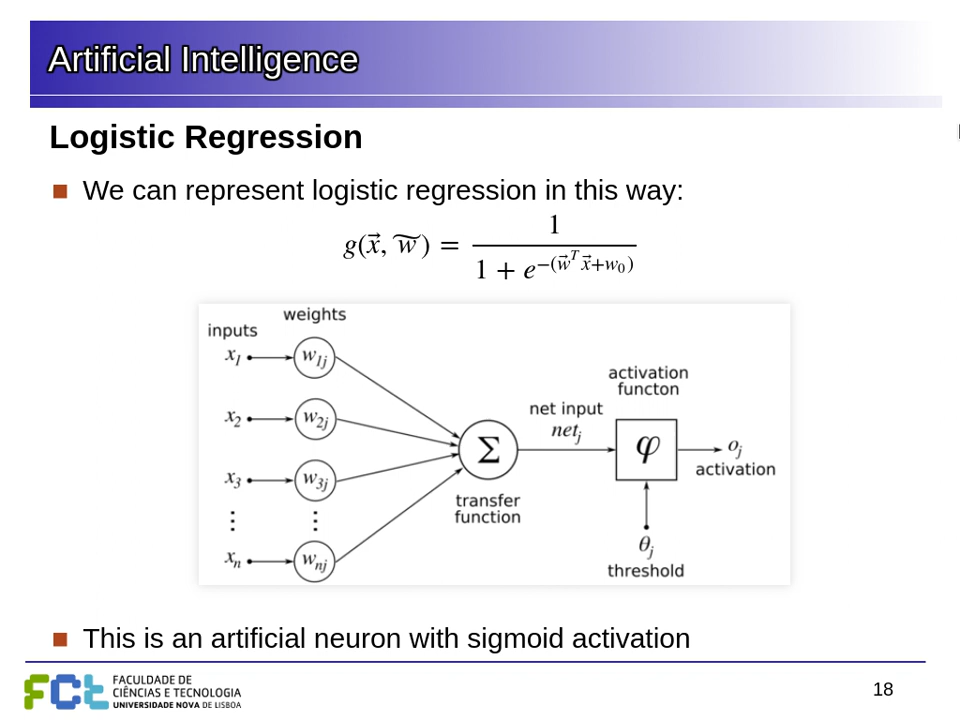 Artificial Intelligence
Logistic Regression
We can represent logistic regression in this way:
g(x⃗, w̃) = 1 / (1 + e^−(w⃗^T x⃗+w₀))
weights
inputs
x₁ w₁ⱼ
activation
functon
x₂ w₂ⱼ
net input
netⱼ
Σ
φ
oⱼ
activation
x₃ w₃ⱼ
transfer
function
⋮ ⋮
θⱼ
xₙ wₙⱼ
threshold
This is an artificial neuron with sigmoid activation
FCt
FACULDADE DE
CIÊNCIAS E TECNOLOGIA
UNIVERSIDADE NOVA DE LISBOA
18